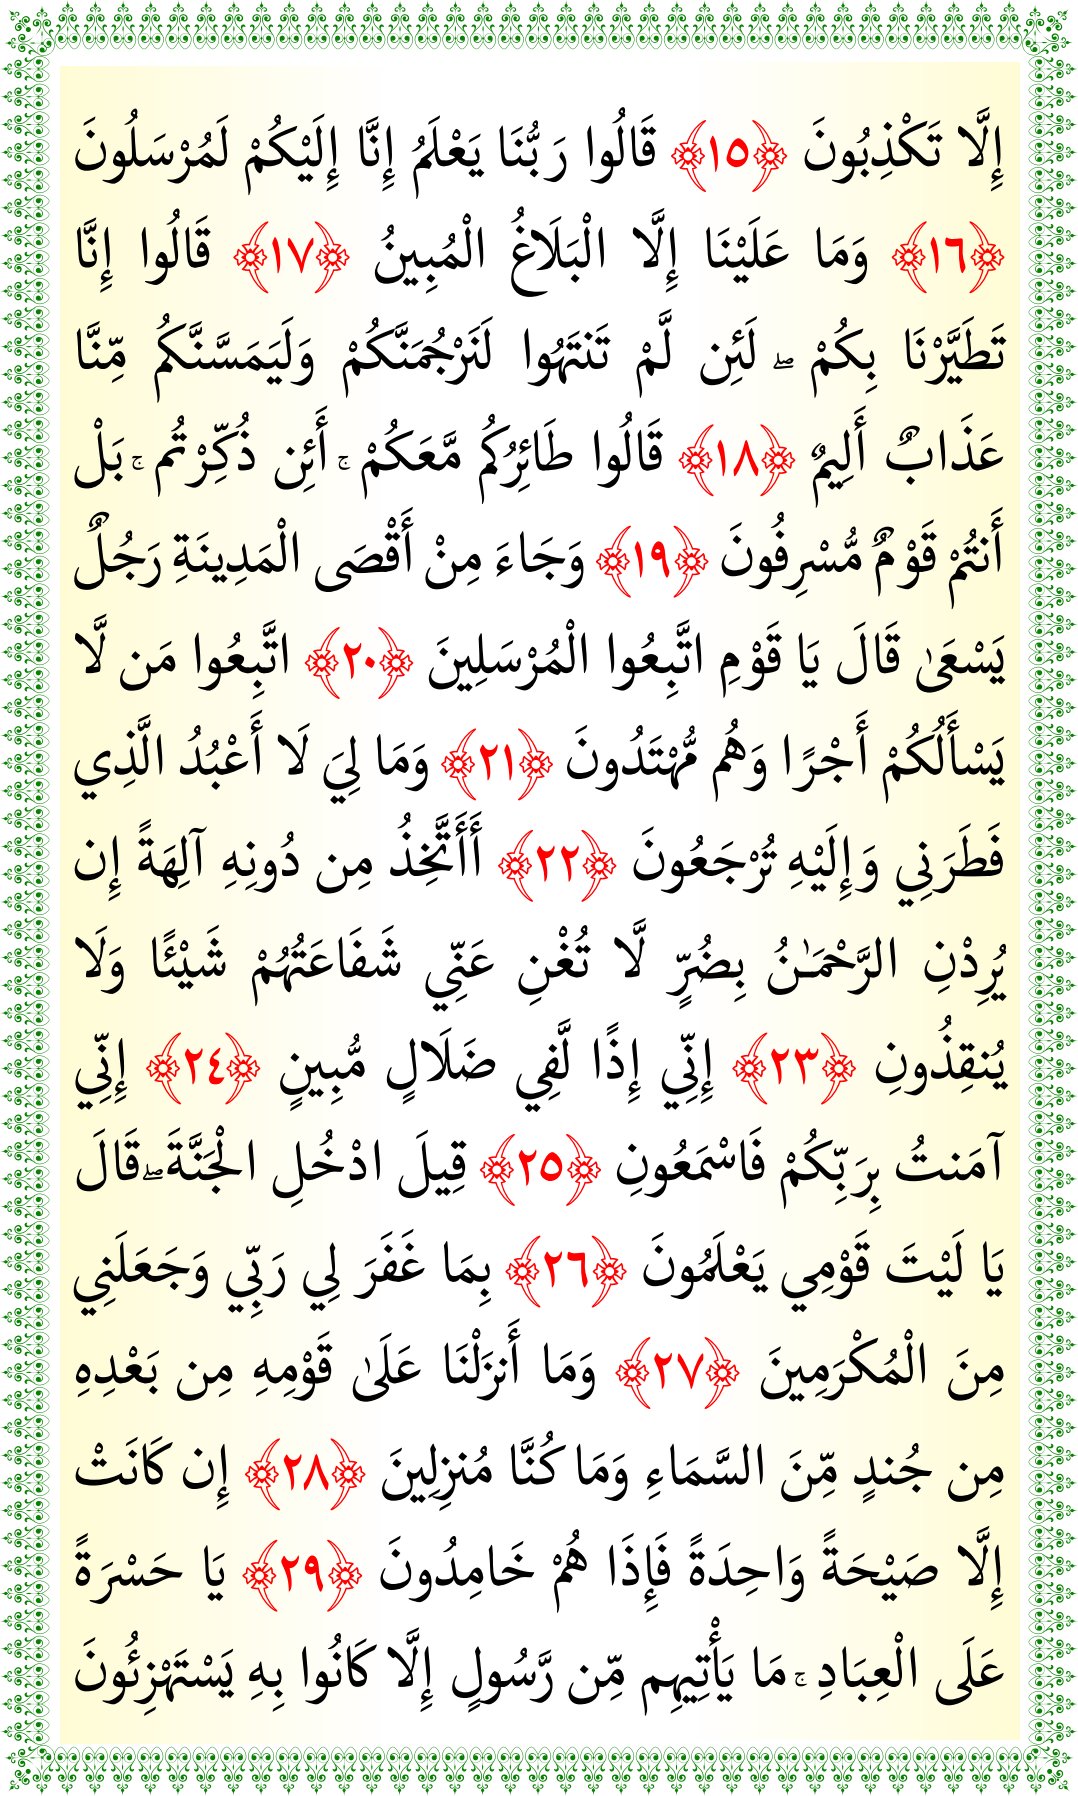 إِلَّا تَكْذِبُونَ ﴿١٥﴾ قَالُوا رَبُّنَا يَعْلَمُ إِنَّا إِلَيْكُمْ لَمُرْسَلُونَ
﴿١٦﴾ وَمَا عَلَيْنَا إِلَّا الْبَلَاغُ الْمُبِينُ ﴿١٧﴾ قَالُوا إِنَّا
تَطَيَّرْنَا بِكُمْ ۖ لَئِن لَّمْ تَنتَهُوا لَنَرْجُمَنَّكُمْ وَلَيَمَسَّنَّكُم مِّنَّا
عَذَابٌ أَلِيمٌ ﴿١٨﴾ قَالُوا طَائِرُكُم مَّعَكُمْ ۚ أَئِن ذُكِّرْتُم ۚ بَلْ
أَنتُمْ قَوْمٌ مُّسْرِفُونَ ﴿١٩﴾ وَجَاءَ مِنْ أَقْصَى الْمَدِينَةِ رَجُلٌ
يَسْعَىٰ قَالَ يَا قَوْمِ اتَّبِعُوا الْمُرْسَلِينَ ﴿٢٠﴾ اتَّبِعُوا مَن لَّا
يَسْأَلُكُمْ أَجْرًا وَهُم مُّهْتَدُونَ ﴿٢١﴾ وَمَا لِيَ لَا أَعْبُدُ الَّذِي
فَطَرَنِي وَإِلَيْهِ تُرْجَعُونَ ﴿٢٢﴾ أَأَتَّخِذُ مِن دُونِهِ آلِهَةً إِن
يُرِدْنِ الرَّحْمَـٰنُ بِضُرٍّ لَّا تُغْنِ عَنِّي شَفَاعَتُهُمْ شَيْئًا وَلَا
يُنقِذُونِ ﴿٢٣﴾ إِنِّي إِذًا لَّفِي ضَلَالٍ مُّبِينٍ ﴿٢٤﴾ إِنِّي
آمَنتُ بِرَبِّكُمْ فَاسْمَعُونِ ﴿٢٥﴾ قِيلَ ادْخُلِ الْجَنَّةَ ۖ قَالَ
يَا لَيْتَ قَوْمِي يَعْلَمُونَ ﴿٢٦﴾ بِمَا غَفَرَ لِي رَبِّي وَجَعَلَنِي
مِنَ الْمُكْرَمِينَ ﴿٢٧﴾ وَمَا أَنزَلْنَا عَلَىٰ قَوْمِهِ مِن بَعْدِهِ
مِن جُندٍ مِّنَ السَّمَاءِ وَمَا كُنَّا مُنزِلِينَ ﴿٢٨﴾ إِن كَانَتْ
إِلَّا صَيْحَةً وَاحِدَةً فَإِذَا هُمْ خَامِدُونَ ﴿٢٩﴾ يَا حَسْرَةً
عَلَى الْعِبَادِ ۚ مَا يَأْتِيهِم مِّن رَّسُولٍ إِلَّا كَانُوا بِهِ يَسْتَهْزِئُونَ